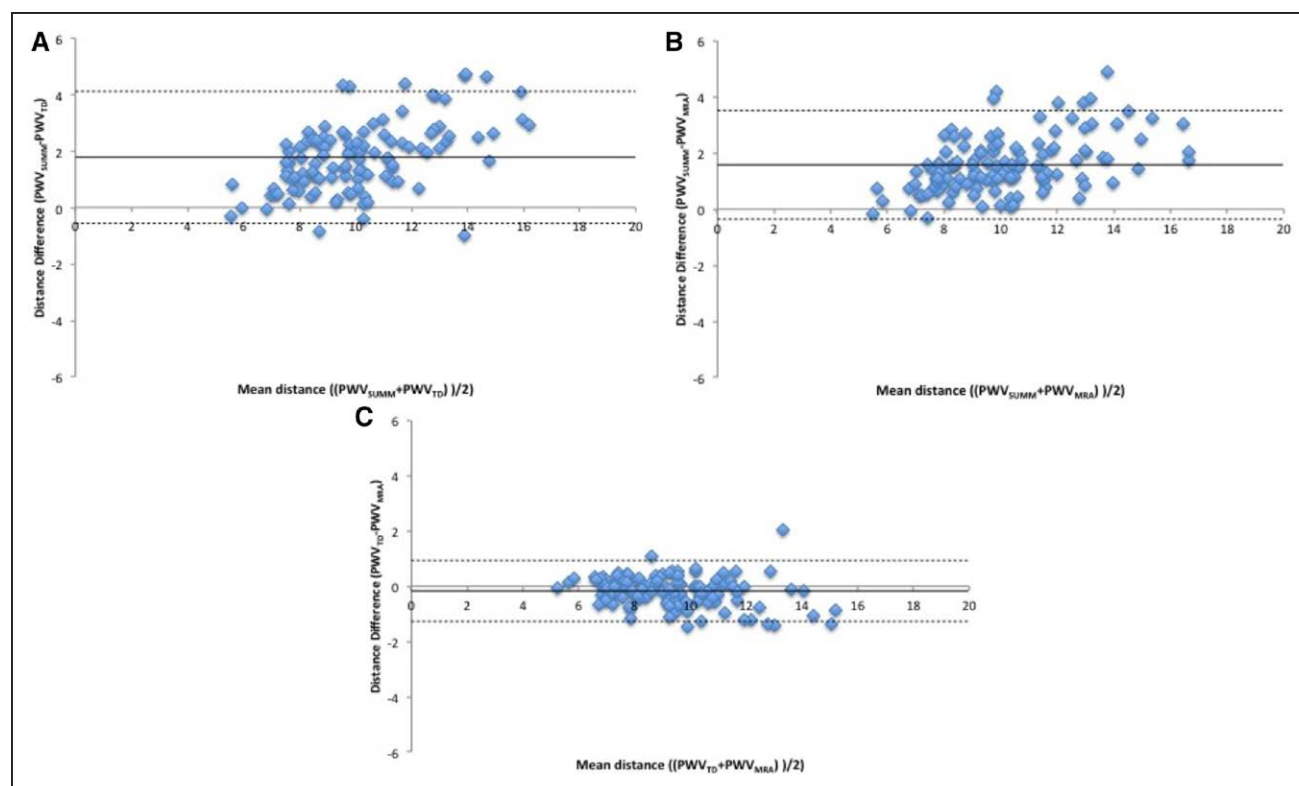 A
6
4
2
0
-2
-4
-6
0 2 4 6 8 10 12 14 16 18 20
Distance Difference (PWVSUMM-PWVTD)
Mean distance ((PWVSUMM+PWVTD) )/2)
B
6
4
2
0
-2
-4
-6
0 2 4 6 8 10 12 14 16 18 20
Distance Difference (PWVSUMM-PWVMRA)
Mean distance ((PWVSUMM+PWVMRA) )/2)
C
6
4
2
0
-2
-4
-6
0 2 4 6 8 10 12 14 16 18 20
Distance Difference (PWVTD-PWVMRA)
Mean distance ((PWVTD+PWVMRA) )/2)